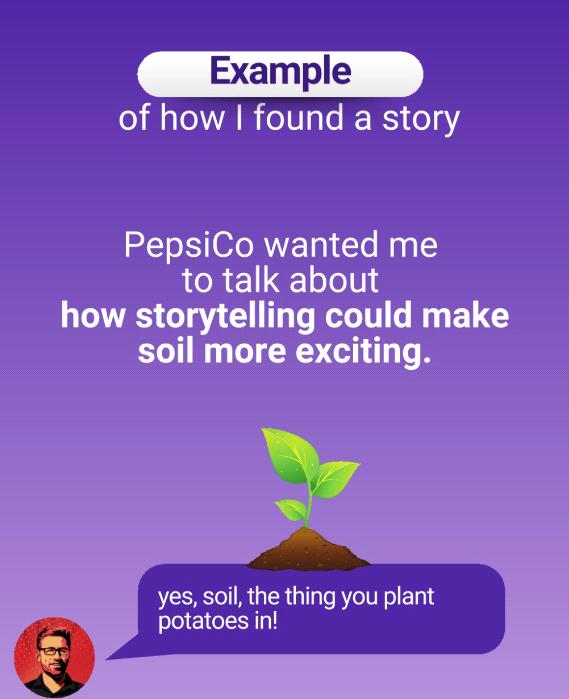 Example
of how I found a story
PepsiCo wanted me
to talk about
how storytelling could make
soil more exciting.
yes, soil, the thing you plant
potatoes in!